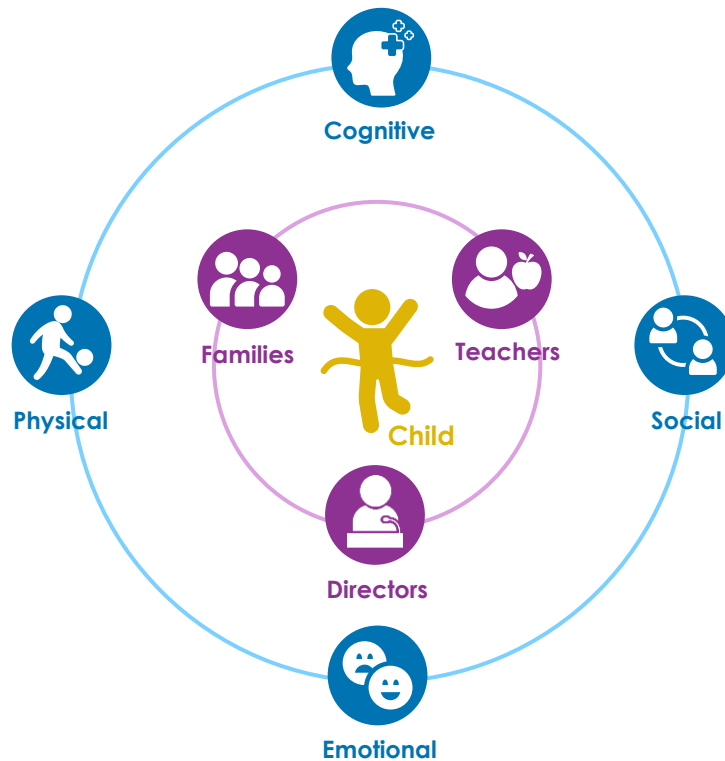 Cognitive
Families
Teachers
Physical
Child
Social
Directors
Emotional